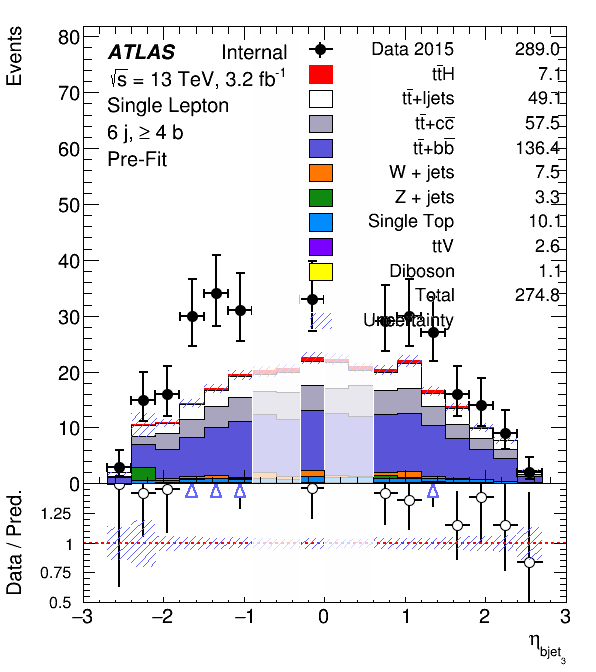 Events
80
70
60
50
40
30
20
10
0
ATLAS Internal
√s = 13 TeV, 3.2 fb⁻¹
Single Lepton
6 j, ≥ 4 b
Pre-Fit
Data 2015 289.0
tt̄H 7.1
tt̄+ljets 49.1
tt̄+cc̄ 57.5
tt̄+bb̄ 136.4
W + jets 7.5
Z + jets 3.3
Single Top 10.1
ttV 2.6
Diboson 1.1
Total 274.8
Uncertainty
Data / Pred.
1.25
1
0.75
0.5
−3 −2 −1 0 1 2 3
η bjet 3